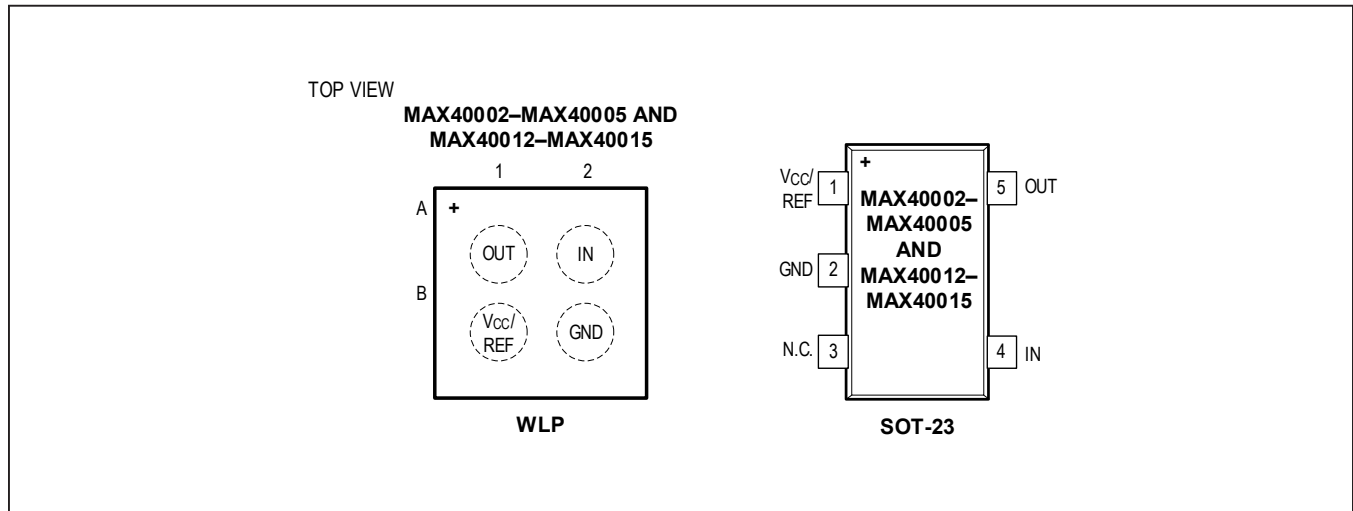 TOP VIEW
MAX40002–MAX40005 AND
MAX40012–MAX40015
1 2
A +
OUT IN
B
VCC/
REF
GND
WLP
+
VCC/
REF
1
MAX40002–
MAX40005
AND
MAX40012–
MAX40015
5 OUT
GND 2
N.C. 3
4 IN
SOT-23